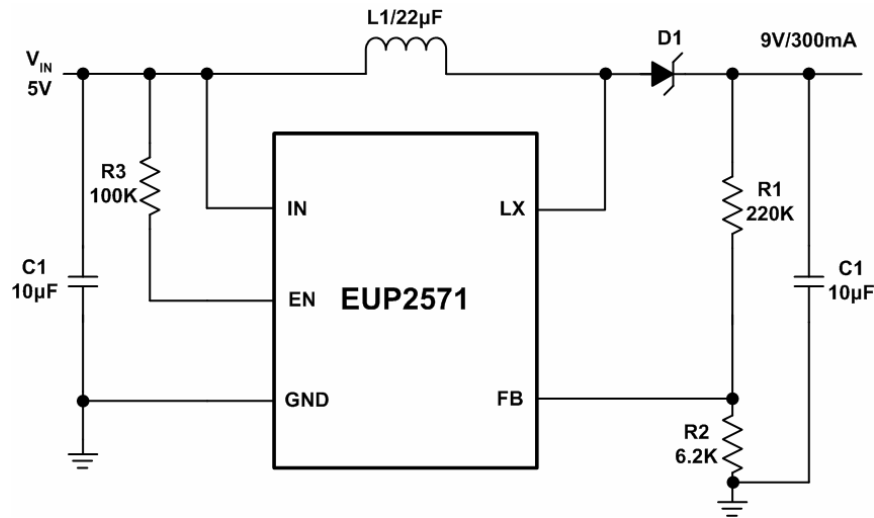 L1/22µF
D1
9V/300mA
VIN
5V
R3
100K
IN
LX
R1
220K
C1
10µF
EN
EUP2571
C1
10µF
GND
FB
R2
6.2K